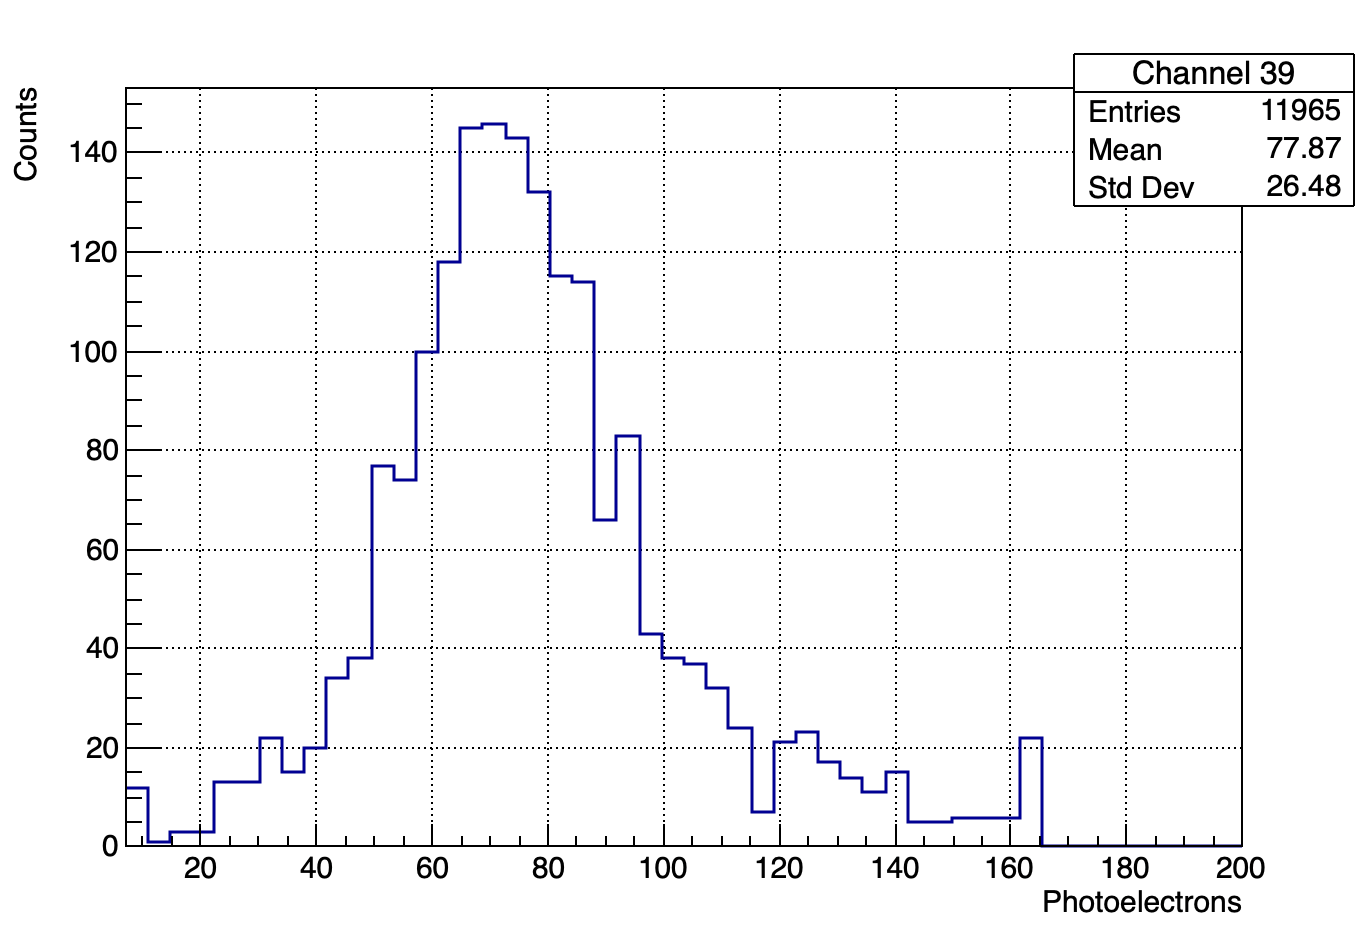 Channel 39
Entries 11965
Mean 77.87
Std Dev 26.48
Counts
140
120
100
80
60
40
20
0
20 40 60 80 100 120 140 160 180 200
Photoelectrons